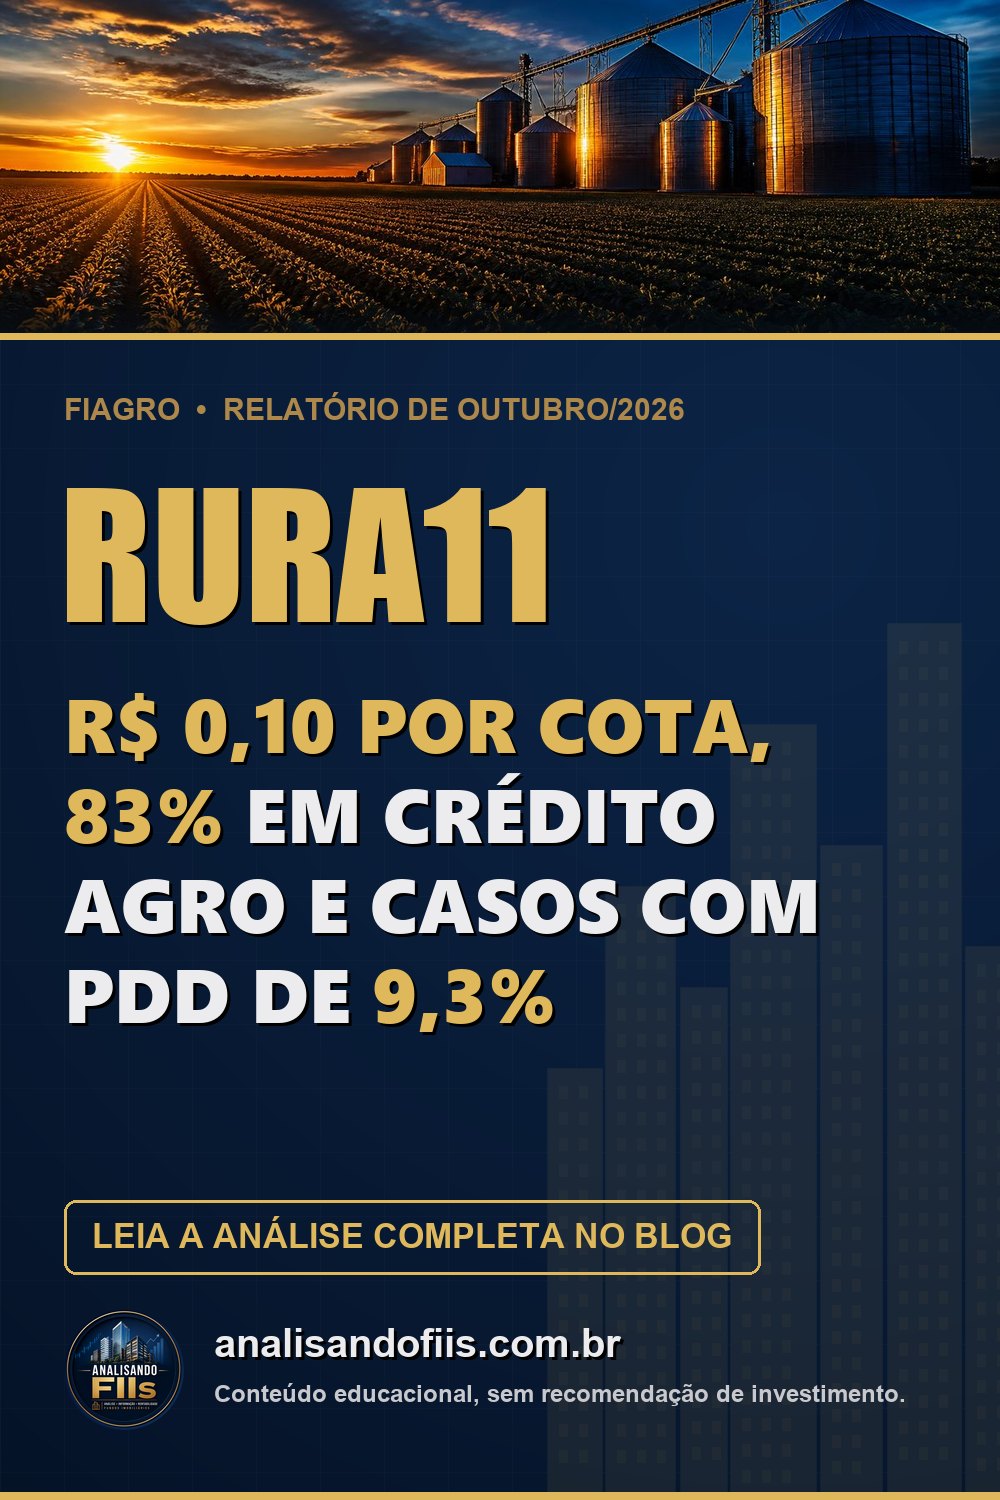 FIAGRO • RELATÓRIO DE OUTUBRO/2026
RURA11
R$ 0,10 POR COTA,
83% EM CRÉDITO
AGRO E CASOS COM
PDD DE 9,3%
LEIA A ANÁLISE COMPLETA NO BLOG
ANALISANDO
FIIs
analisandofiis.com.br
Conteúdo educacional, sem recomendação de investimento.